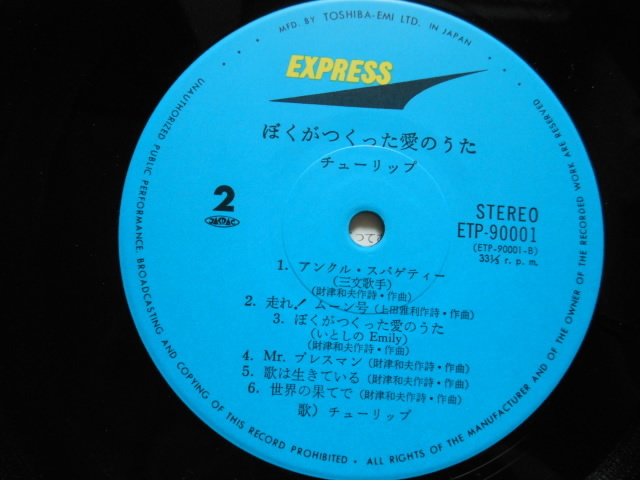 MFD. BY TOSHIBA-EMI LTD. IN JAPAN
EXPRESS
ぼくがつくった愛のうた
チューリップ
2
JASRAC
STEREO
ETP-90001
(ETP-90001-B)
33⅓ r. p. m.
って
1. アンクル・スパゲティー
(三文歌手)
(財津和夫作詩・作曲)
2. 走れ!ムーン号(上田雅利作詩・作曲)
3. ぼくがつくった愛のうた
(いとしの Emily)
(財津和夫作詩・作曲)
4. Mr. プレスマン(財津和夫作詩・作曲)
5. 歌は生きている(財津和夫作詩・作曲)
6. 世界の果てで(財津和夫作詩・作曲)
歌) チューリップ
UNAUTHORIZED PUBLIC PERFORMANCE, BROADCASTING AND COPYING OF THIS RECORD PROHIBITED • ALL RIGHTS OF THE MANUFACTURER AND OF THE OWNER OF THE RECORDED WORK ARE RESERVED